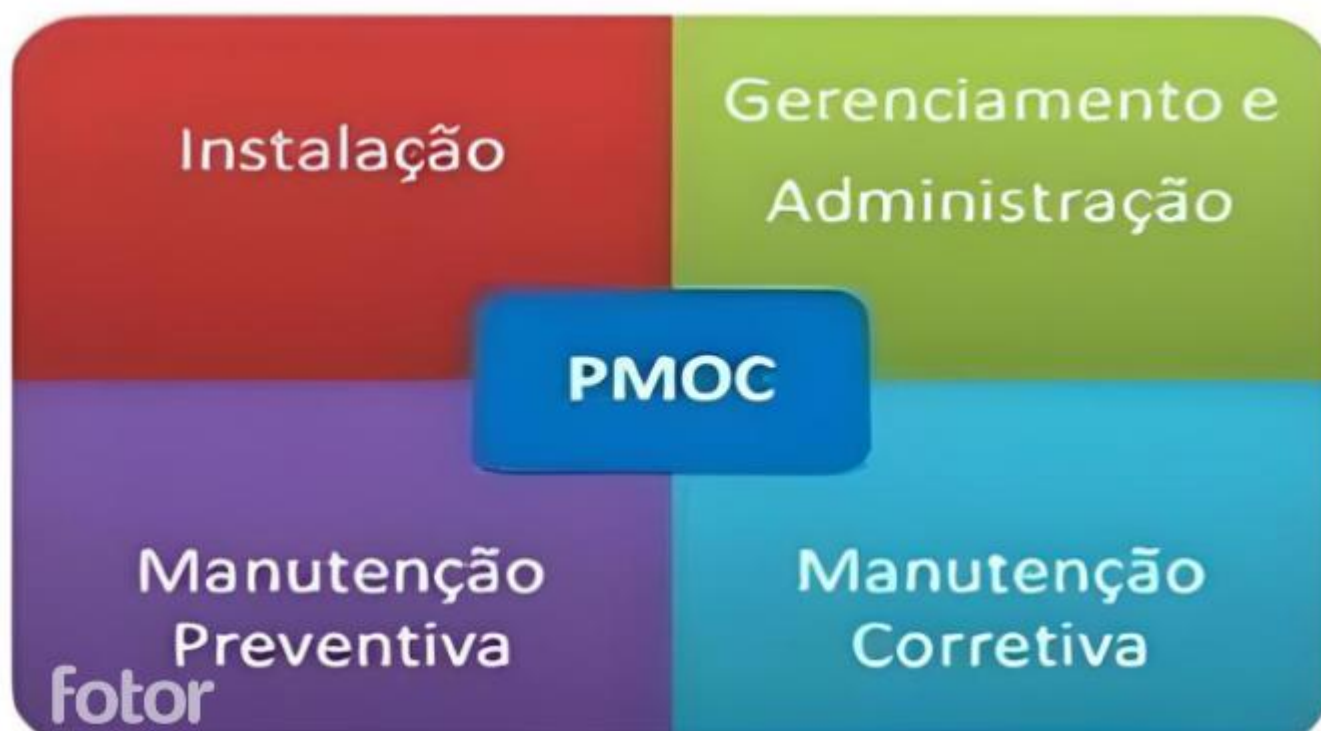 Instalação
Gerenciamento e
Administração
PMOC
Manutenção
Preventiva
Manutenção
Corretiva
fotor